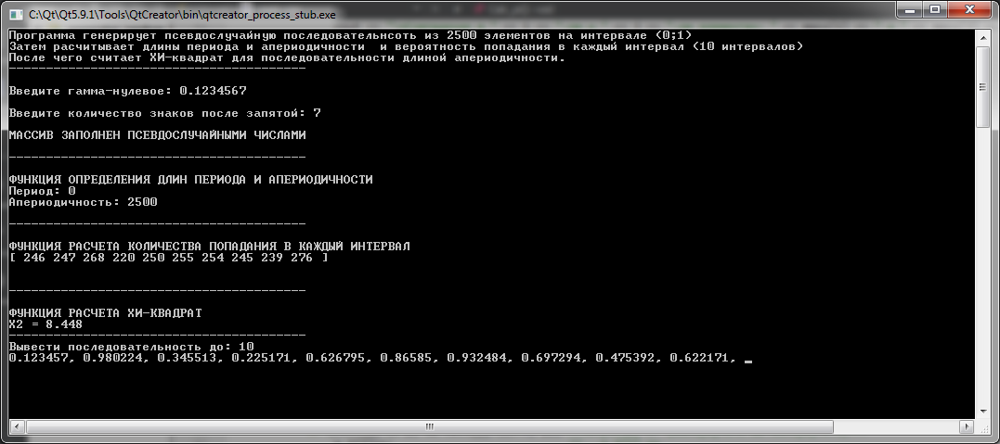 C:\Qt\Qt5.9.1\Tools\QtCreator\bin\qtcreator_process_stub.exe
Программа генерирует псевдослучайную последовательнсоть из 2500 элементов на интервале (0;1)
Затем расчитывает длины периода и апериодичности  и вероятность попадания в каждый интервал (10 интервалов)
После чего считает ХИ-квадрат для последовательности длиной апериодичности.
----------------------------------------
Введите гамма-нулевое: 0.1234567
Введите количество знаков после запятой: 7
МАССИВ ЗАПОЛНЕН ПСЕВДОСЛУЧАЙНЫМИ ЧИСЛАМИ
----------------------------------------
ФУНКЦИЯ ОПРЕДЕЛЕНИЯ ДЛИН ПЕРИОДА И АПЕРИОДИЧНОСТИ
Период: 0
Апериодичность: 2500
----------------------------------------
ФУНКЦИЯ РАСЧЕТА КОЛИЧЕСТВА ПОПАДАНИЯ В КАЖДЫЙ ИНТЕРВАЛ
[ 246 247 268 220 250 255 254 245 239 276 ]
----------------------------------------
ФУНКЦИЯ РАСЧЕТА ХИ-КВАДРАТ
X2 = 8.448
----------------------------------------
Вывести последовательность до: 10
0.123457, 0.980224, 0.345513, 0.225171, 0.626795, 0.86585, 0.932484, 0.697294, 0.475392, 0.622171, _